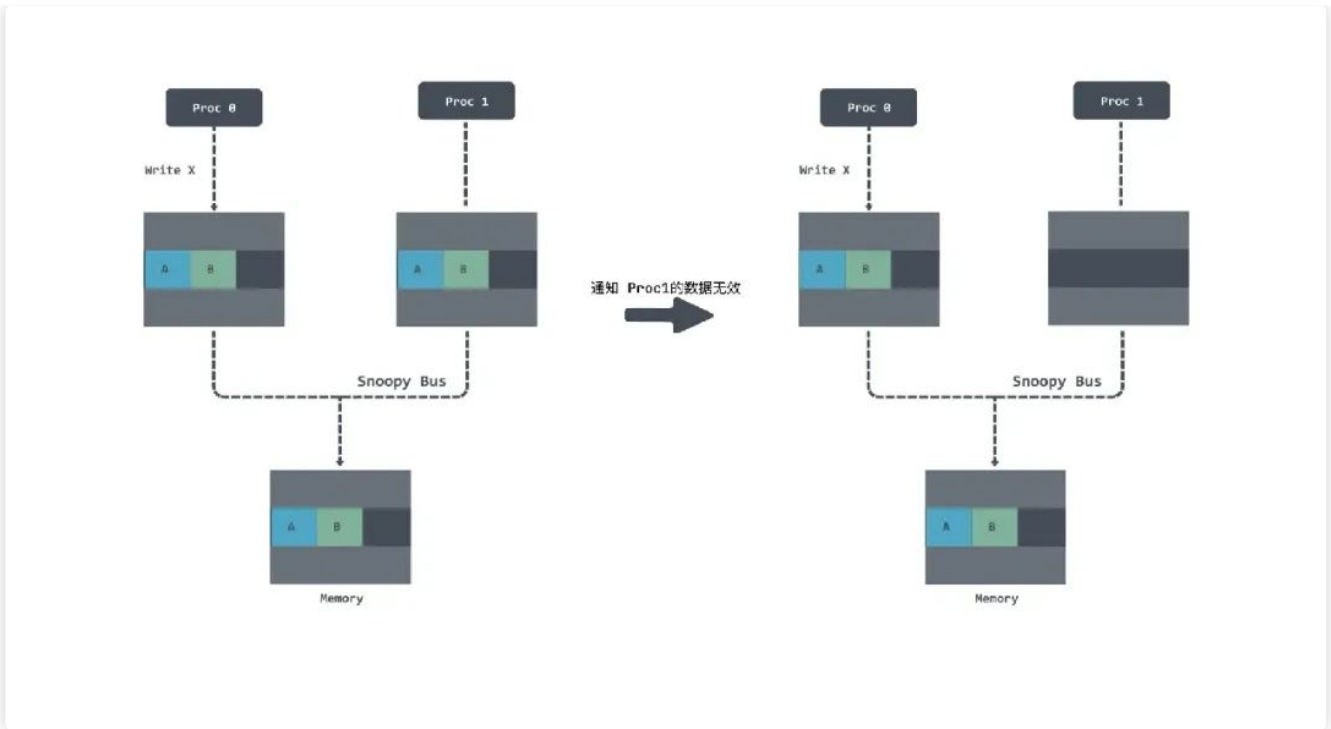 Proc 0
Proc 1
Write X
A
B
A
B
Snoopy Bus
A
B
Memory
通知 Proc1的数据无效
Proc 0
Proc 1
Write X
A
B
Snoopy Bus
A
B
Memory